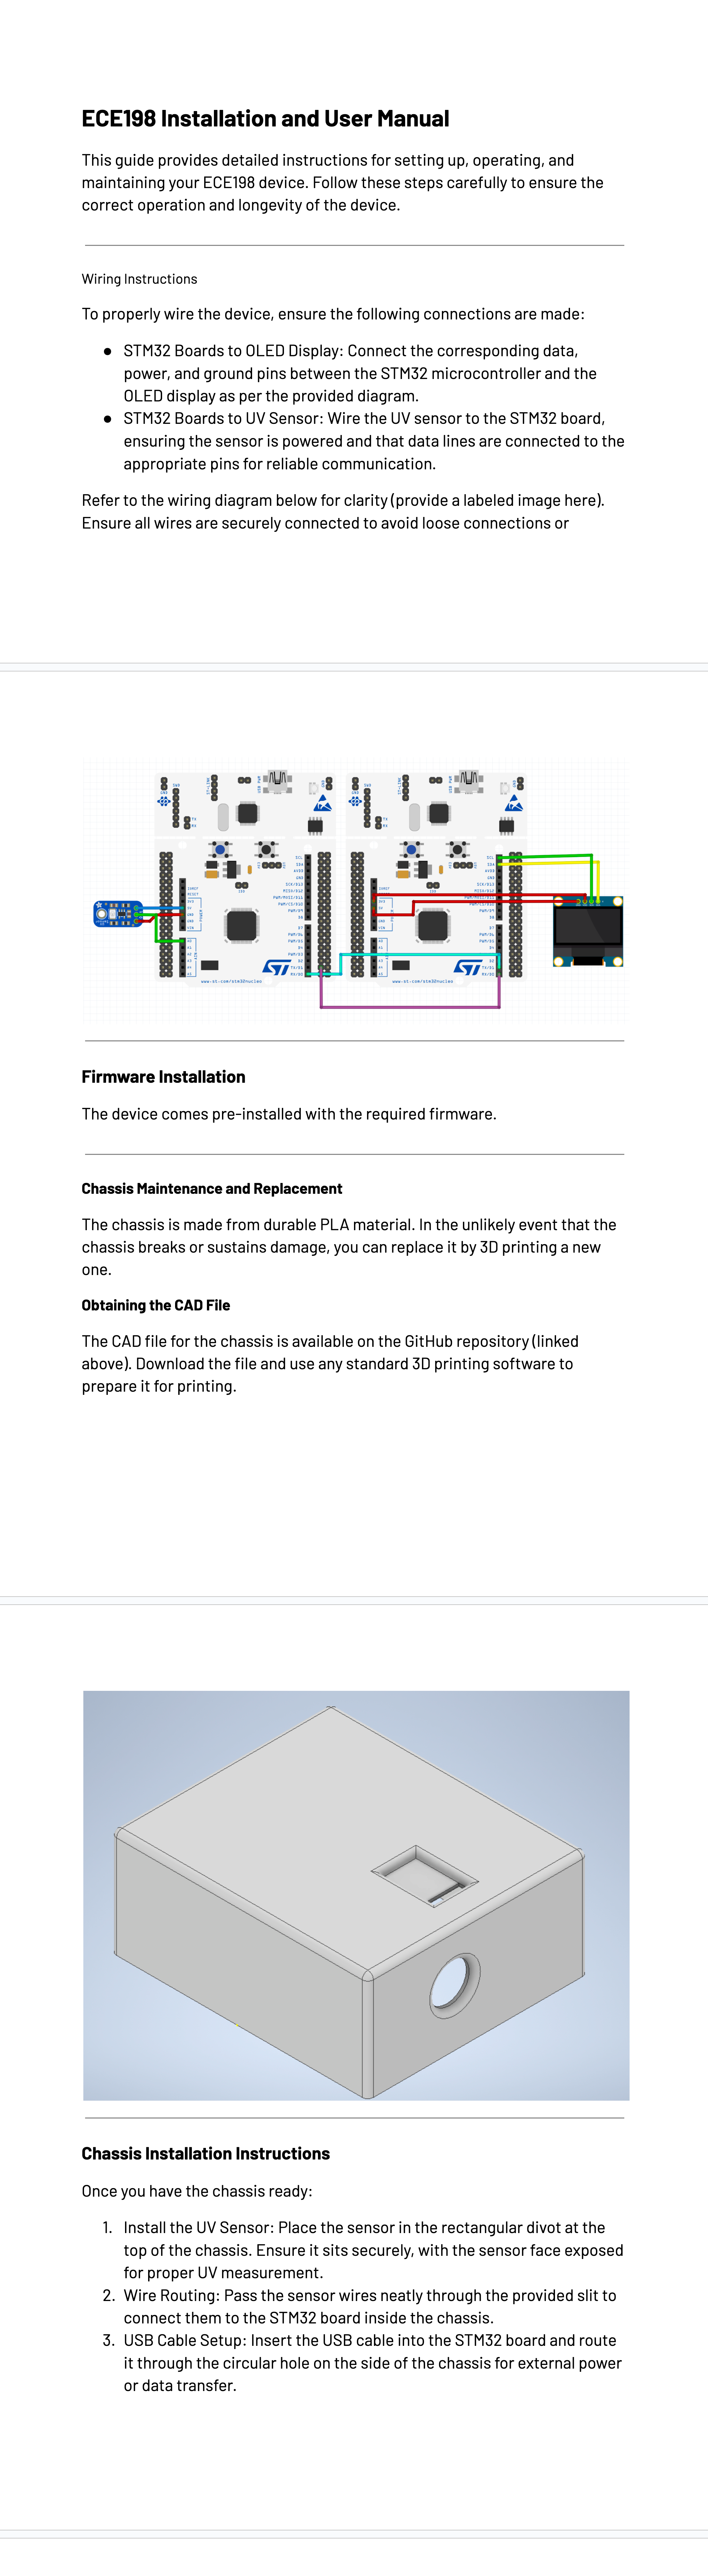 ECE198 Installation and User Manual
This guide provides detailed instructions for setting up, operating, and
maintaining your ECE198 device. Follow these steps carefully to ensure the
correct operation and longevity of the device.
Wiring Instructions
To properly wire the device, ensure the following connections are made:
● STM32 Boards to OLED Display: Connect the corresponding data,
power, and ground pins between the STM32 microcontroller and the
OLED display as per the provided diagram.
● STM32 Boards to UV Sensor: Wire the UV sensor to the STM32 board,
ensuring the sensor is powered and that data lines are connected to the
appropriate pins for reliable communication.
Refer to the wiring diagram below for clarity (provide a labeled image here).
Ensure all wires are securely connected to avoid loose connections or
www.st.com/stm32nucleo
www.st.com/stm32nucleo
Firmware Installation
The device comes pre-installed with the required firmware.
Chassis Maintenance and Replacement
The chassis is made from durable PLA material. In the unlikely event that the
chassis breaks or sustains damage, you can replace it by 3D printing a new
one.
Obtaining the CAD File
The CAD file for the chassis is available on the GitHub repository (linked
above). Download the file and use any standard 3D printing software to
prepare it for printing.
Chassis Installation Instructions
Once you have the chassis ready:
1. Install the UV Sensor: Place the sensor in the rectangular divot at the
top of the chassis. Ensure it sits securely, with the sensor face exposed
for proper UV measurement.
2. Wire Routing: Pass the sensor wires neatly through the provided slit to
connect them to the STM32 board inside the chassis.
3. USB Cable Setup: Insert the USB cable into the STM32 board and route
it through the circular hole on the side of the chassis for external power
or data transfer.